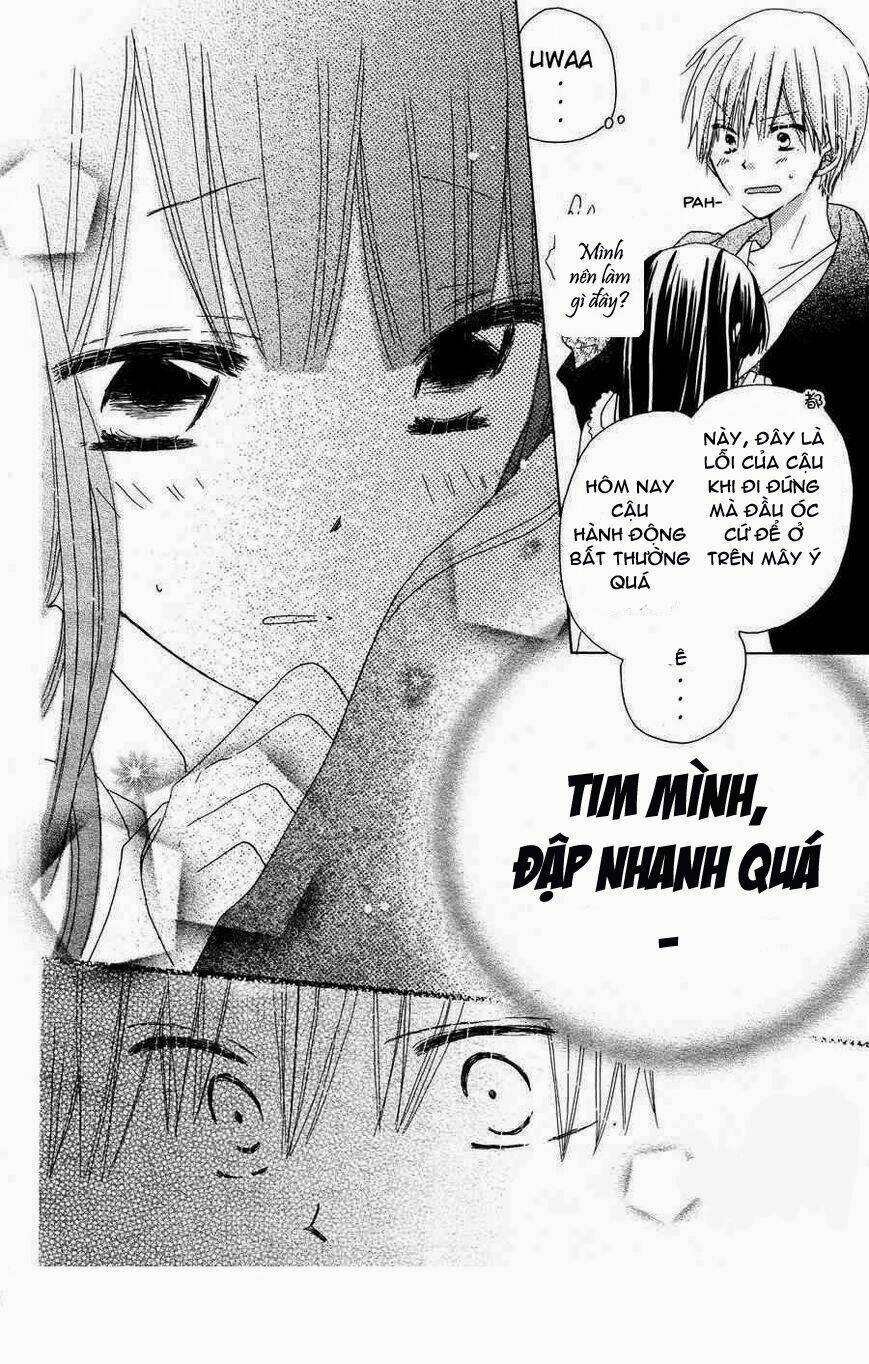 UWAA
. . .
PAH-
Mình
nên làm
gì đây?
都
NÀY, ĐÂY LÀ
LỖI CỦA CẬU
KHI ĐI ĐỨNG
MÀ ĐẦU ÓC
CỨ ĐỂ Ở
TRÊN MÂY Ý
HÔM NAY
CẬU
HÀNH ĐỘNG
BẤT THƯỜNG
QUÁ
Ê
. . .
TIM MÌNH,
ĐẬP NHANH QUÁ
-